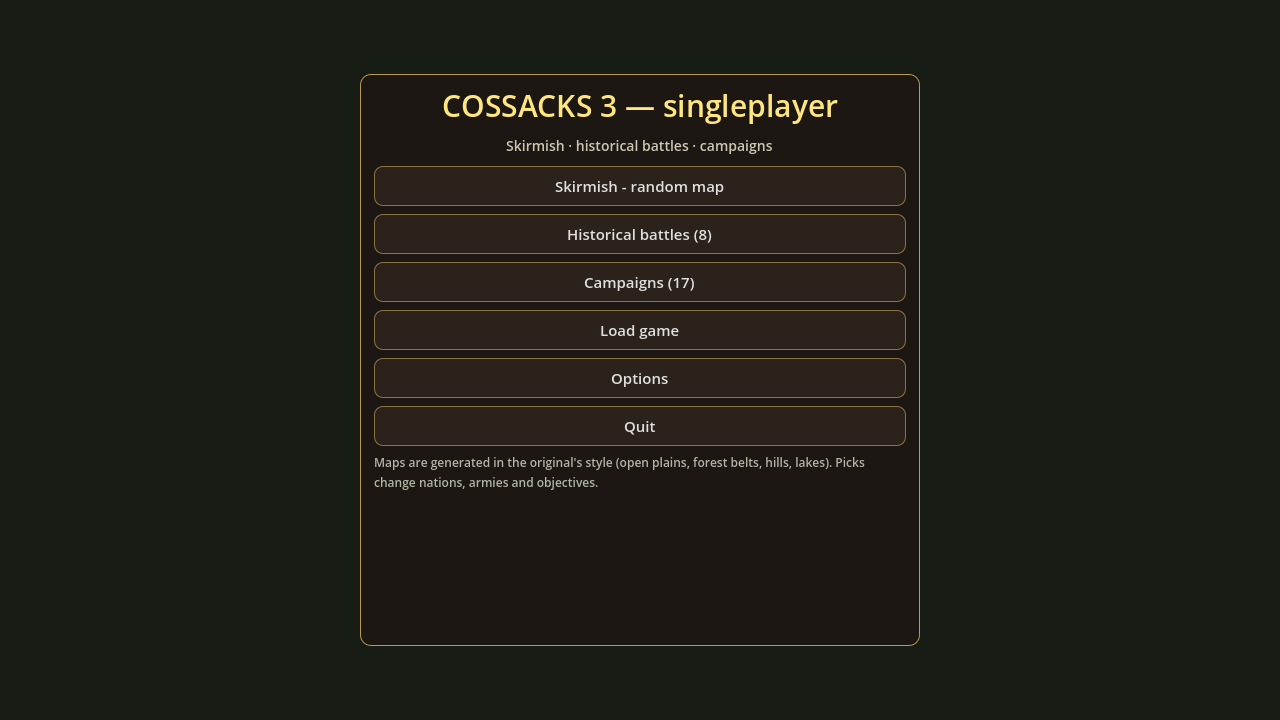 COSSACKS 3 — singleplayer
Skirmish · historical battles · campaigns
Skirmish - random map
Historical battles (8)
Campaigns (17)
Load game
Options
Quit
Maps are generated in the original's style (open plains, forest belts, hills, lakes). Picks
change nations, armies and objectives.